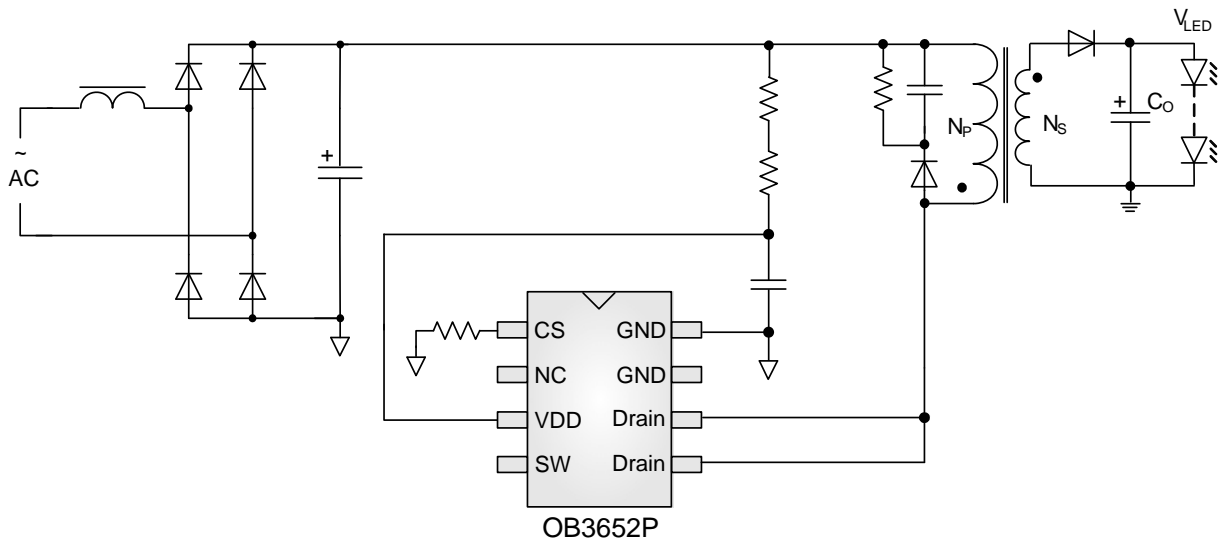 V_LED
+
~
AC
+
N_P
N_S
+
C_O
CS
GND
NC
GND
VDD
Drain
SW
Drain
OB3652P